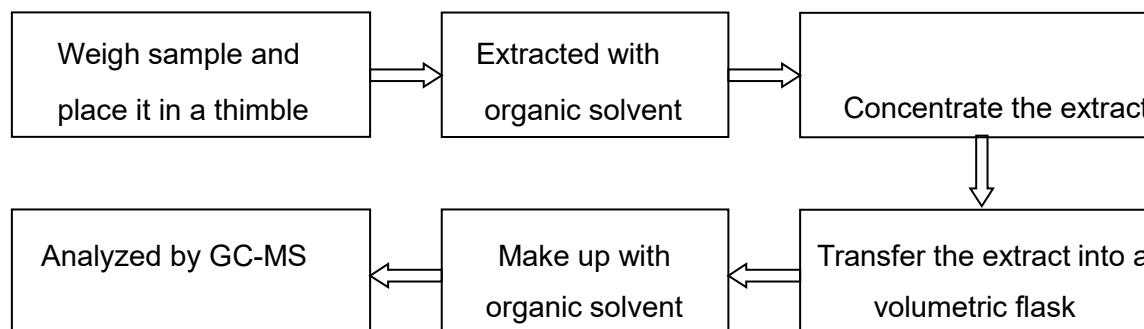 Weigh sample and
place it in a thimble
Extracted with
organic solvent
Concentrate the extract
Transfer the extract into a
volumetric flask
Make up with
organic solvent
Analyzed by GC-MS